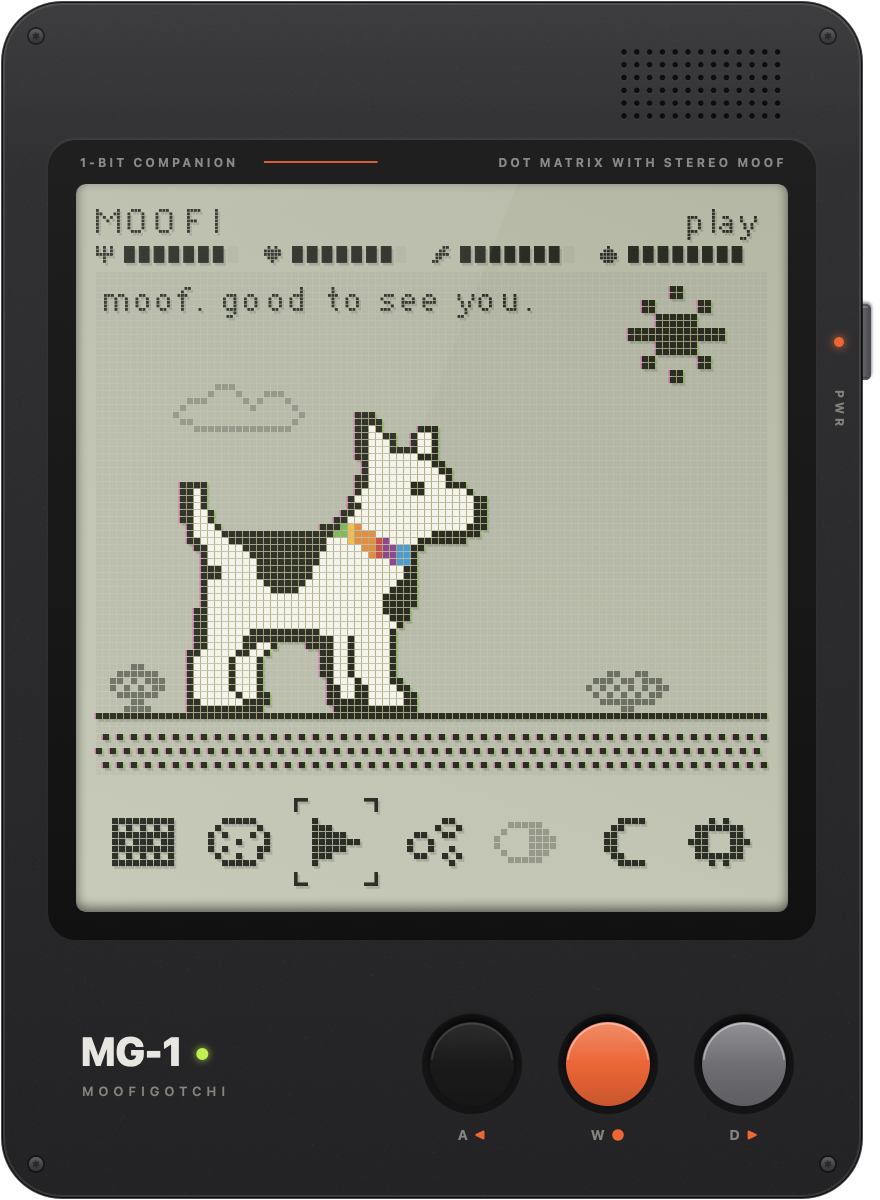 1-BIT COMPANION
DOT MATRIX WITH STEREO MOOF
MOOFI
play
moof. good to see you.
PWR
MG-1
MOOFIGOTCHI
A
W
D